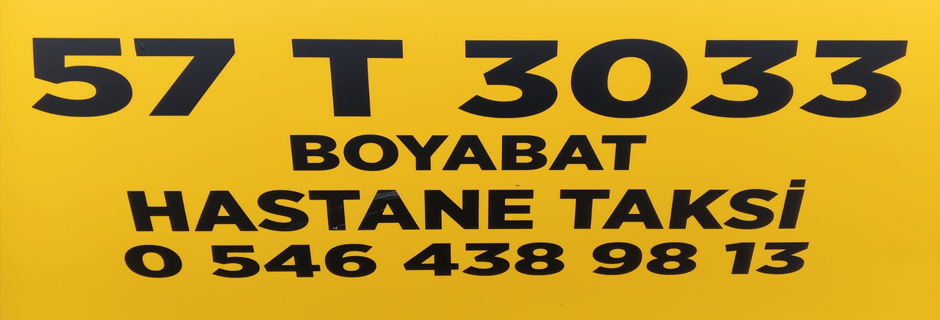 57 T 3033
BOYABAT
HASTANE TAKSİ
0 546 438 98 13